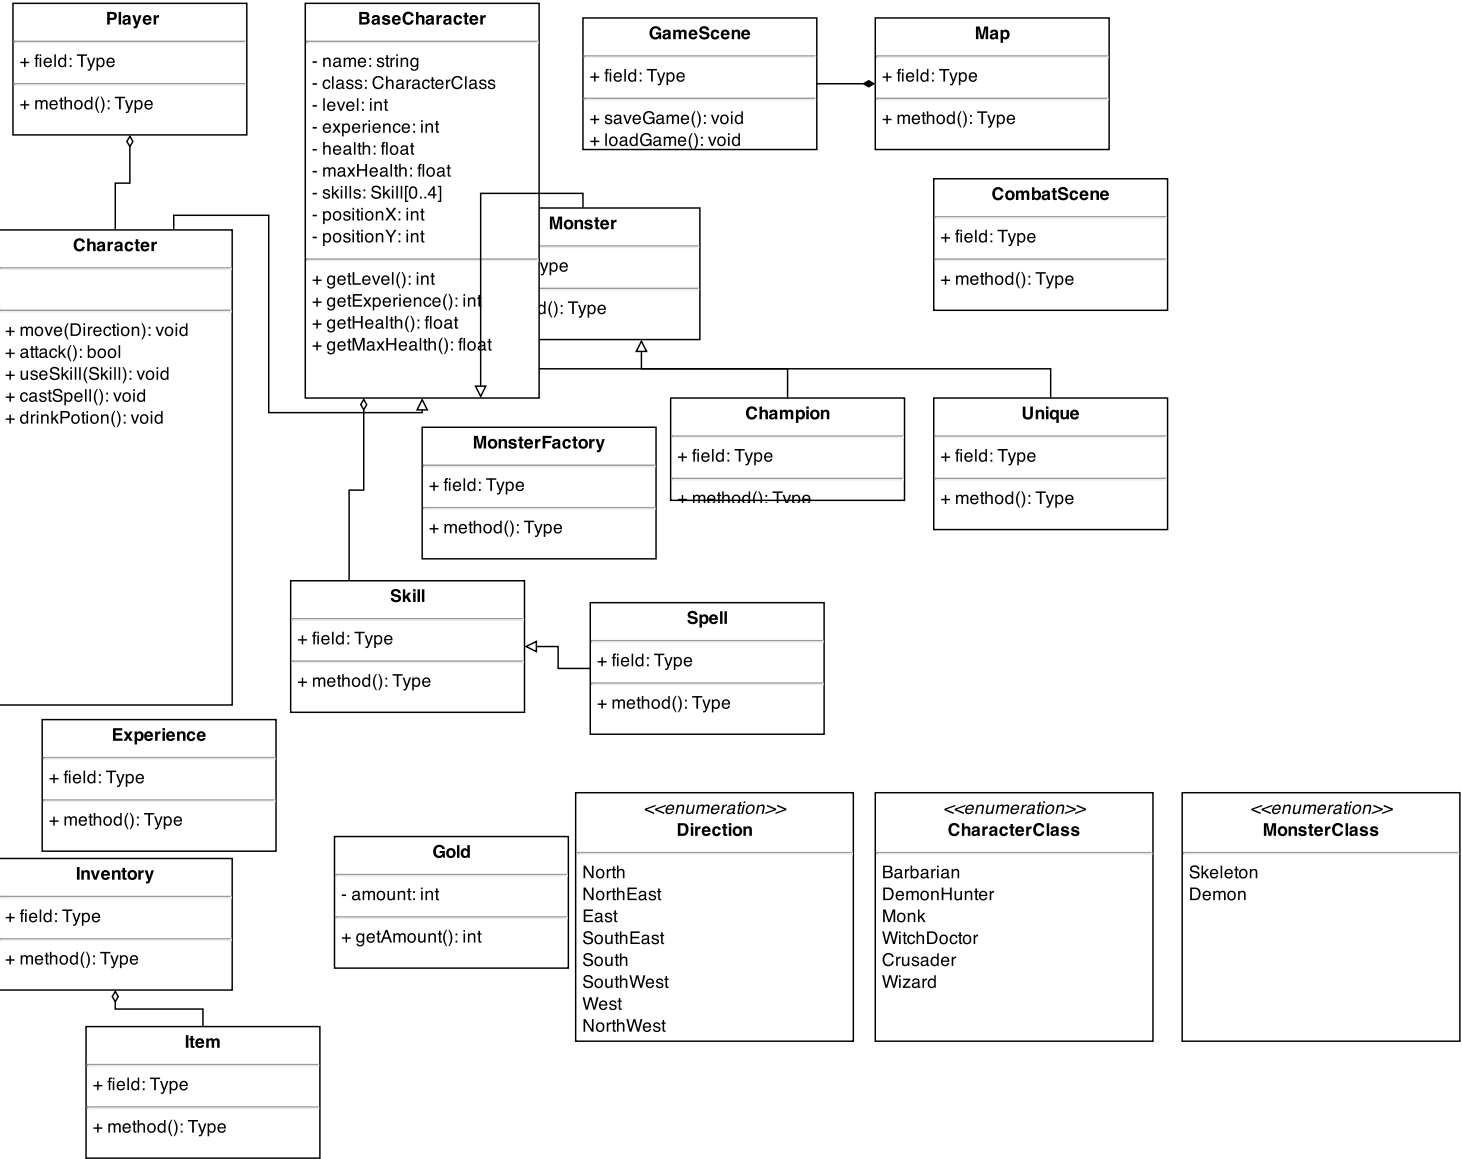 Player
+ field: Type
+ method(): Type
BaseCharacter
- name: string
- class: CharacterClass
- level: int
- experience: int
- health: float
- maxHealth: float
- skills: Skill[0..4]
- positionX: int
- positionY: int
+ getLevel(): int
+ getExperience(): int
+ getHealth(): float
+ getMaxHealth(): float
GameScene
+ field: Type
+ saveGame(): void
+ loadGame(): void
Map
+ field: Type
+ method(): Type
CombatScene
+ field: Type
+ method(): Type
Character
+ move(Direction): void
+ attack(): bool
+ useSkill(Skill): void
+ castSpell(): void
+ drinkPotion(): void
Monster
ype
d(): Type
Champion
+ field: Type
+ method(): Type
Unique
+ field: Type
+ method(): Type
MonsterFactory
+ field: Type
+ method(): Type
Skill
+ field: Type
+ method(): Type
Spell
+ field: Type
+ method(): Type
Experience
+ field: Type
+ method(): Type
Inventory
+ field: Type
+ method(): Type
Item
+ field: Type
+ method(): Type
Gold
- amount: int
+ getAmount(): int
<<enumeration>>
Direction
North
NorthEast
East
SouthEast
South
SouthWest
West
NorthWest
<<enumeration>>
CharacterClass
Barbarian
DemonHunter
Monk
WitchDoctor
Crusader
Wizard
<<enumeration>>
MonsterClass
Skeleton
Demon